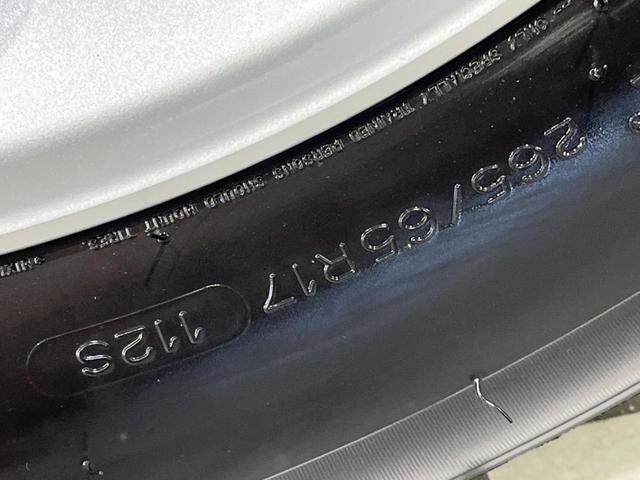 ONLY SPECIALLY TRAINED PERSONS SHOULD MOUNT TIRES.
265/65R17 112S